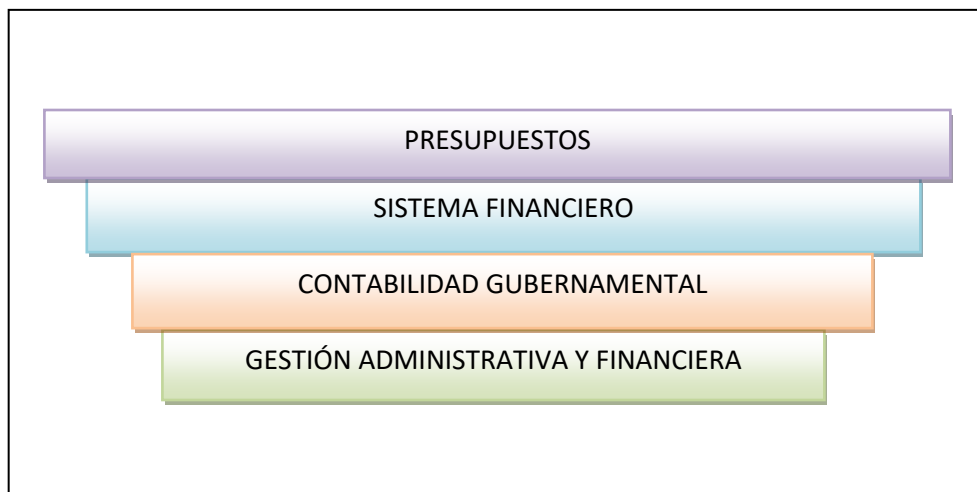 PRESUPUESTOS
SISTEMA FINANCIERO
CONTABILIDAD GUBERNAMENTAL
GESTIÓN ADMINISTRATIVA Y FINANCIERA